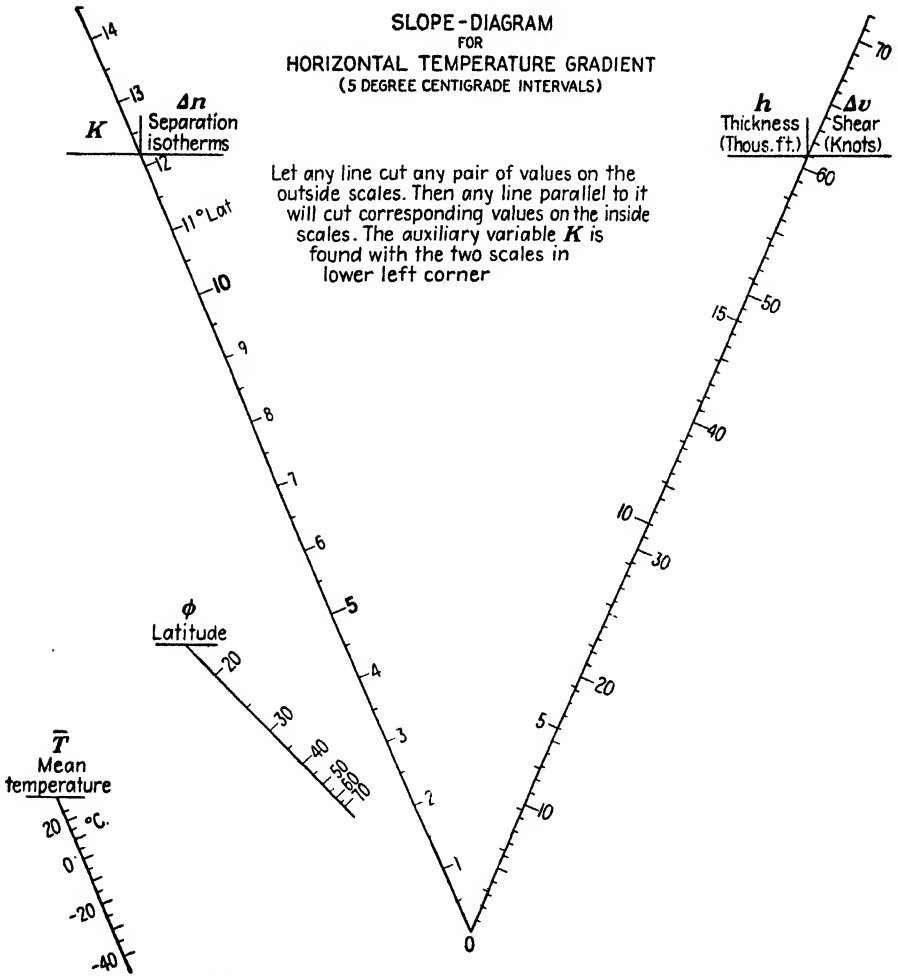 SLOPE-DIAGRAM
FOR
HORIZONTAL TEMPERATURE GRADIENT
(5 DEGREE CENTIGRADE INTERVALS)
K
Δn
Separation
isotherms
h
Thickness
(Thous. ft.)
Δv
Shear
(Knots)
Let any line cut any pair of values on the
outside scales. Then any line parallel to it
will cut corresponding values on the inside
scales. The auxiliary variable K is
found with the two scales in
lower left corner
14
13
12
11° Lat
10
9
8
7
6
5
4
3
2
1
0
70
60
50
40
30
20
10
15
10
5
ϕ
Latitude
20
30
40
50
60
70
T̅
Mean
temperature
°C.
20
0
-20
-40